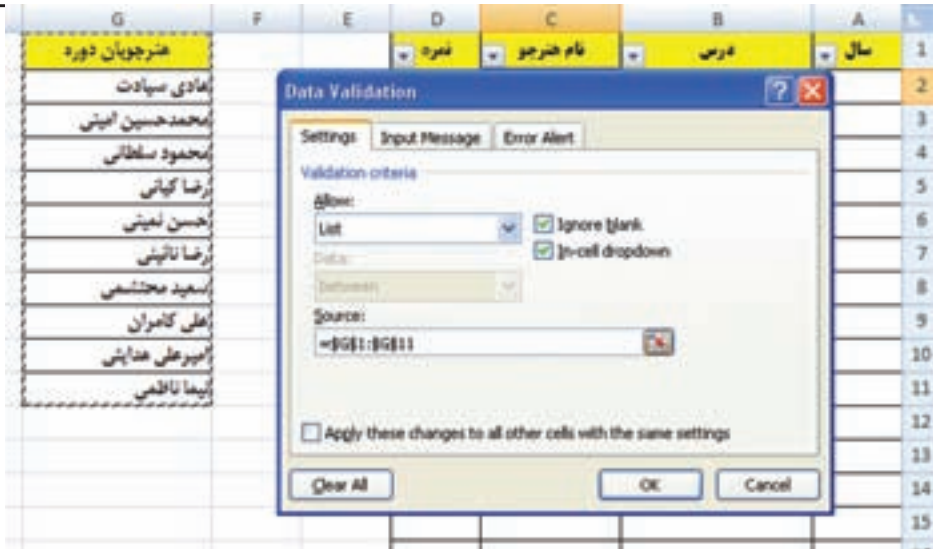 A B C D E F G
1 سال درس نام هنرجو نمره هنرجویان دوره
2 هادی سیادت
3 محمدحسین امینی
4 محمود سلطانی
5 رضا کیانی
6 حسن ثمینی
7 رضا نائینی
8 سعید محتشمی
9 علی کامران
10 امیرعلی هدایتی
11 نیما ناظمی
12
13
14
15
Data Validation
Settings Input Message Error Alert
Validation criteria
Allow:
List Ignore blank
In-cell dropdown
Data:
between
Source:
=$G$1:$G$11
Apply these changes to all other cells with the same settings
Clear All OK Cancel